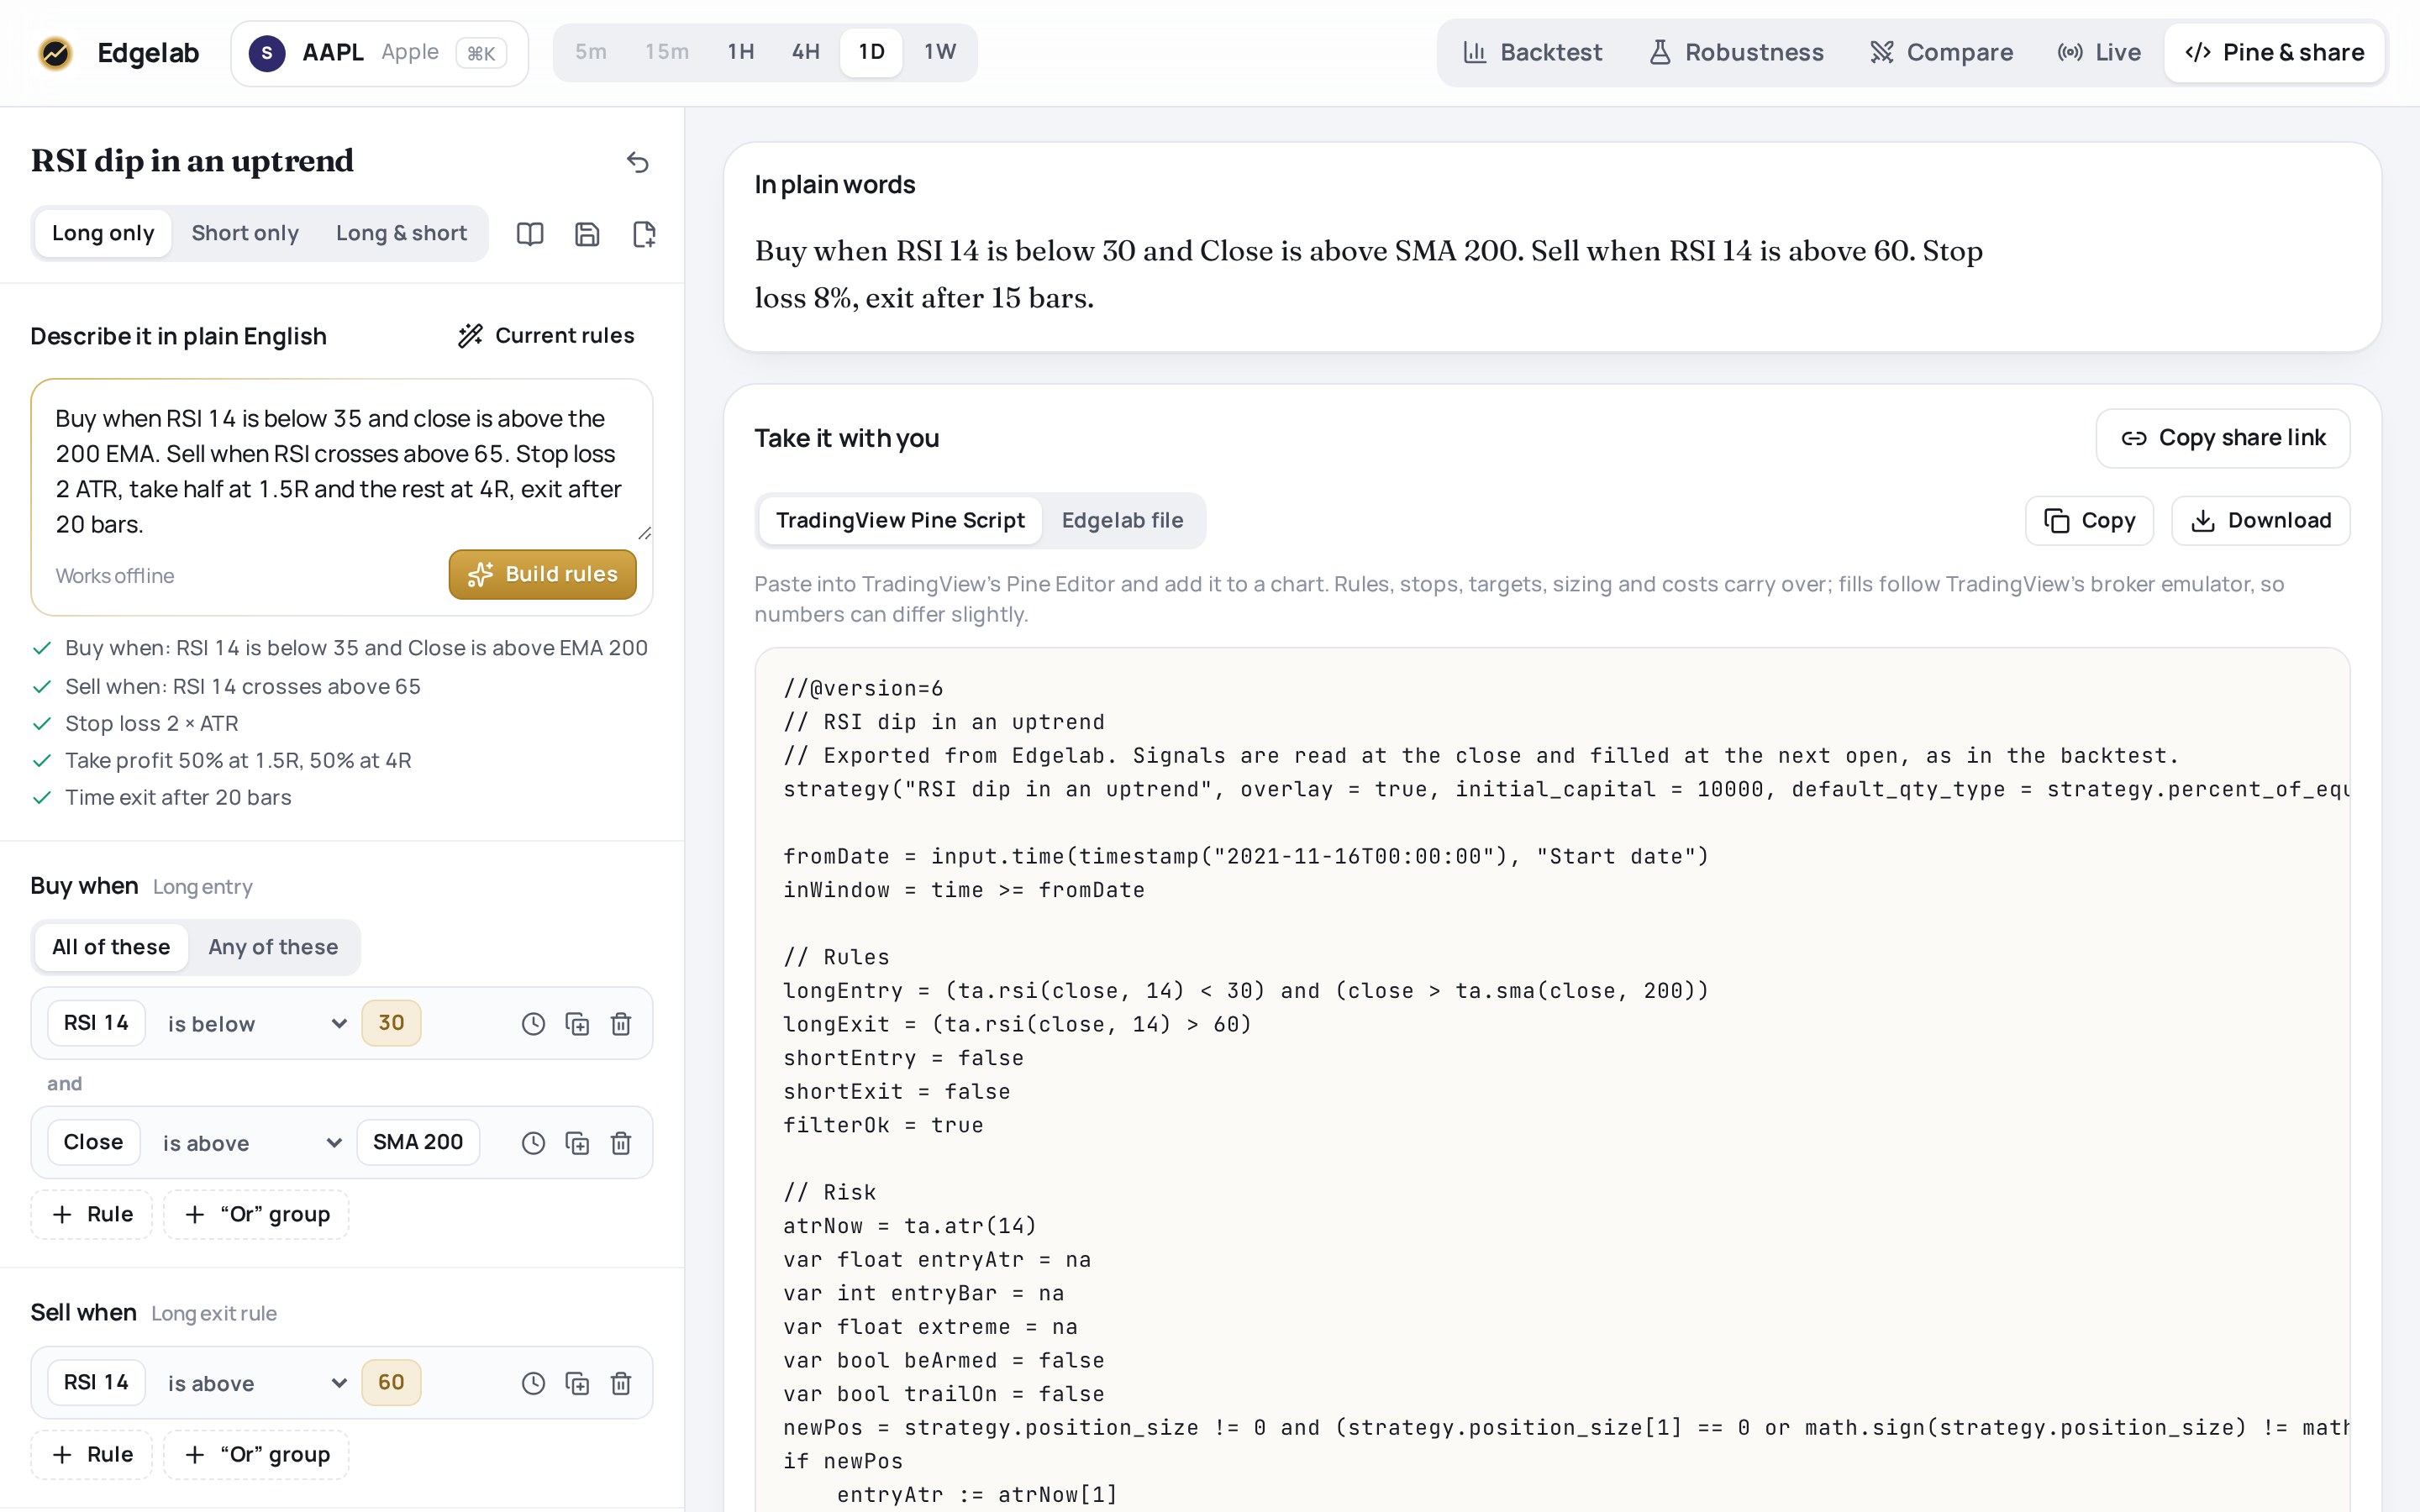 Edgelab
S AAPL Apple ⌘K
5m 15m 1H 4H 1D 1W
Backtest Robustness Compare Live Pine & share
RSI dip in an uptrend
Long only Short only Long & short
Describe it in plain English Current rules
Buy when RSI 14 is below 35 and close is above the
200 EMA. Sell when RSI crosses above 65. Stop loss
2 ATR, take half at 1.5R and the rest at 4R, exit after
20 bars.
Works offline Build rules
Buy when: RSI 14 is below 35 and Close is above EMA 200
Sell when: RSI 14 crosses above 65
Stop loss 2 × ATR
Take profit 50% at 1.5R, 50% at 4R
Time exit after 20 bars
Buy when Long entry
All of these Any of these
RSI 14 is below 30
and
Close is above SMA 200
Rule “Or” group
Sell when Long exit rule
RSI 14 is above 60
Rule “Or” group
In plain words
Buy when RSI 14 is below 30 and Close is above SMA 200. Sell when RSI 14 is above 60. Stop
loss 8%, exit after 15 bars.
Take it with you Copy share link
TradingView Pine Script Edgelab file Copy Download
Paste into TradingView’s Pine Editor and add it to a chart. Rules, stops, targets, sizing and costs carry over; fills follow TradingView’s broker emulator, so
numbers can differ slightly.
//@version=6
// RSI dip in an uptrend
// Exported from Edgelab. Signals are read at the close and filled at the next open, as in the backtest.
strategy("RSI dip in an uptrend", overlay = true, initial_capital = 10000, default_qty_type = strategy.percent_of_equ
fromDate = input.time(timestamp("2021-11-16T00:00:00"), "Start date")
inWindow = time >= fromDate
// Rules
longEntry = (ta.rsi(close, 14) < 30) and (close > ta.sma(close, 200))
longExit = (ta.rsi(close, 14) > 60)
shortEntry = false
shortExit = false
filterOk = true
// Risk
atrNow = ta.atr(14)
var float entryAtr = na
var int entryBar = na
var float extreme = na
var bool beArmed = false
var bool trailOn = false
newPos = strategy.position_size != 0 and (strategy.position_size[1] == 0 or math.sign(strategy.position_size) != math
if newPos
    entryAtr := atrNow[1]